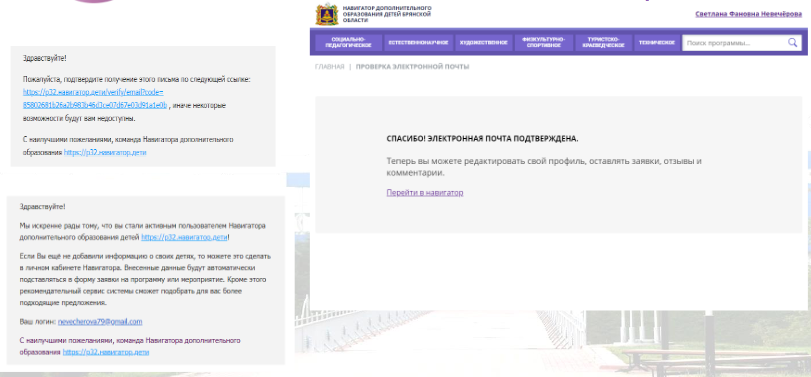 Здравствуйте!
Пожалуйста, подтвердите получение этого письма по следующей ссылке:
https://р32.навигатор.дети/verify/email?code=
, иначе некоторые
возможности будут вам недоступны.
С наилучшими пожеланиями, команда Навигатора дополнительного
образования https://р32.навигатор.дети
Здравствуйте!
Мы искренне рады тому, что вы стали активным пользователем Навигатора
дополнительного образования детей https://р32.навигатор.дети!
Если Вы ещё не добавили информацию о своих детях, то можете это сделать
в личном кабинете Навигатора. Внесенные данные будут автоматически
подставляться в форму заявки на программу или мероприятие. Кроме этого
рекомендательный сервис системы сможет подобрать для вас более
подходящие предложения.
Ваш логин: nevecherova79@gmail.com
С наилучшими пожеланиями, команда Навигатора дополнительного
образования https://р32.навигатор.дети
НАВИГАТОР ДОПОЛНИТЕЛЬНОГО
ОБРАЗОВАНИЯ ДЕТЕЙ БРЯНСКОЙ
ОБЛАСТИ
Светлана Фановна Невечёрова
СОЦИАЛЬНО-
ПЕДАГОГИЧЕСКОЕ
ЕСТЕСТВЕННОНАУЧНОЕ
ХУДОЖЕСТВЕННОЕ
ФИЗКУЛЬТУРНО-
СПОРТИВНОЕ
ТУРИСТСКО-
КРАЕВЕДЧЕСКОЕ
ТЕХНИЧЕСКОЕ
Поиск программы...
ГЛАВНАЯ | ПРОВЕРКА ЭЛЕКТРОННОЙ ПОЧТЫ
СПАСИБО! ЭЛЕКТРОННАЯ ПОЧТА ПОДТВЕРЖДЕНА.
Теперь вы можете редактировать свой профиль, оставлять заявки, отзывы и
комментарии.
Перейти в навигатор